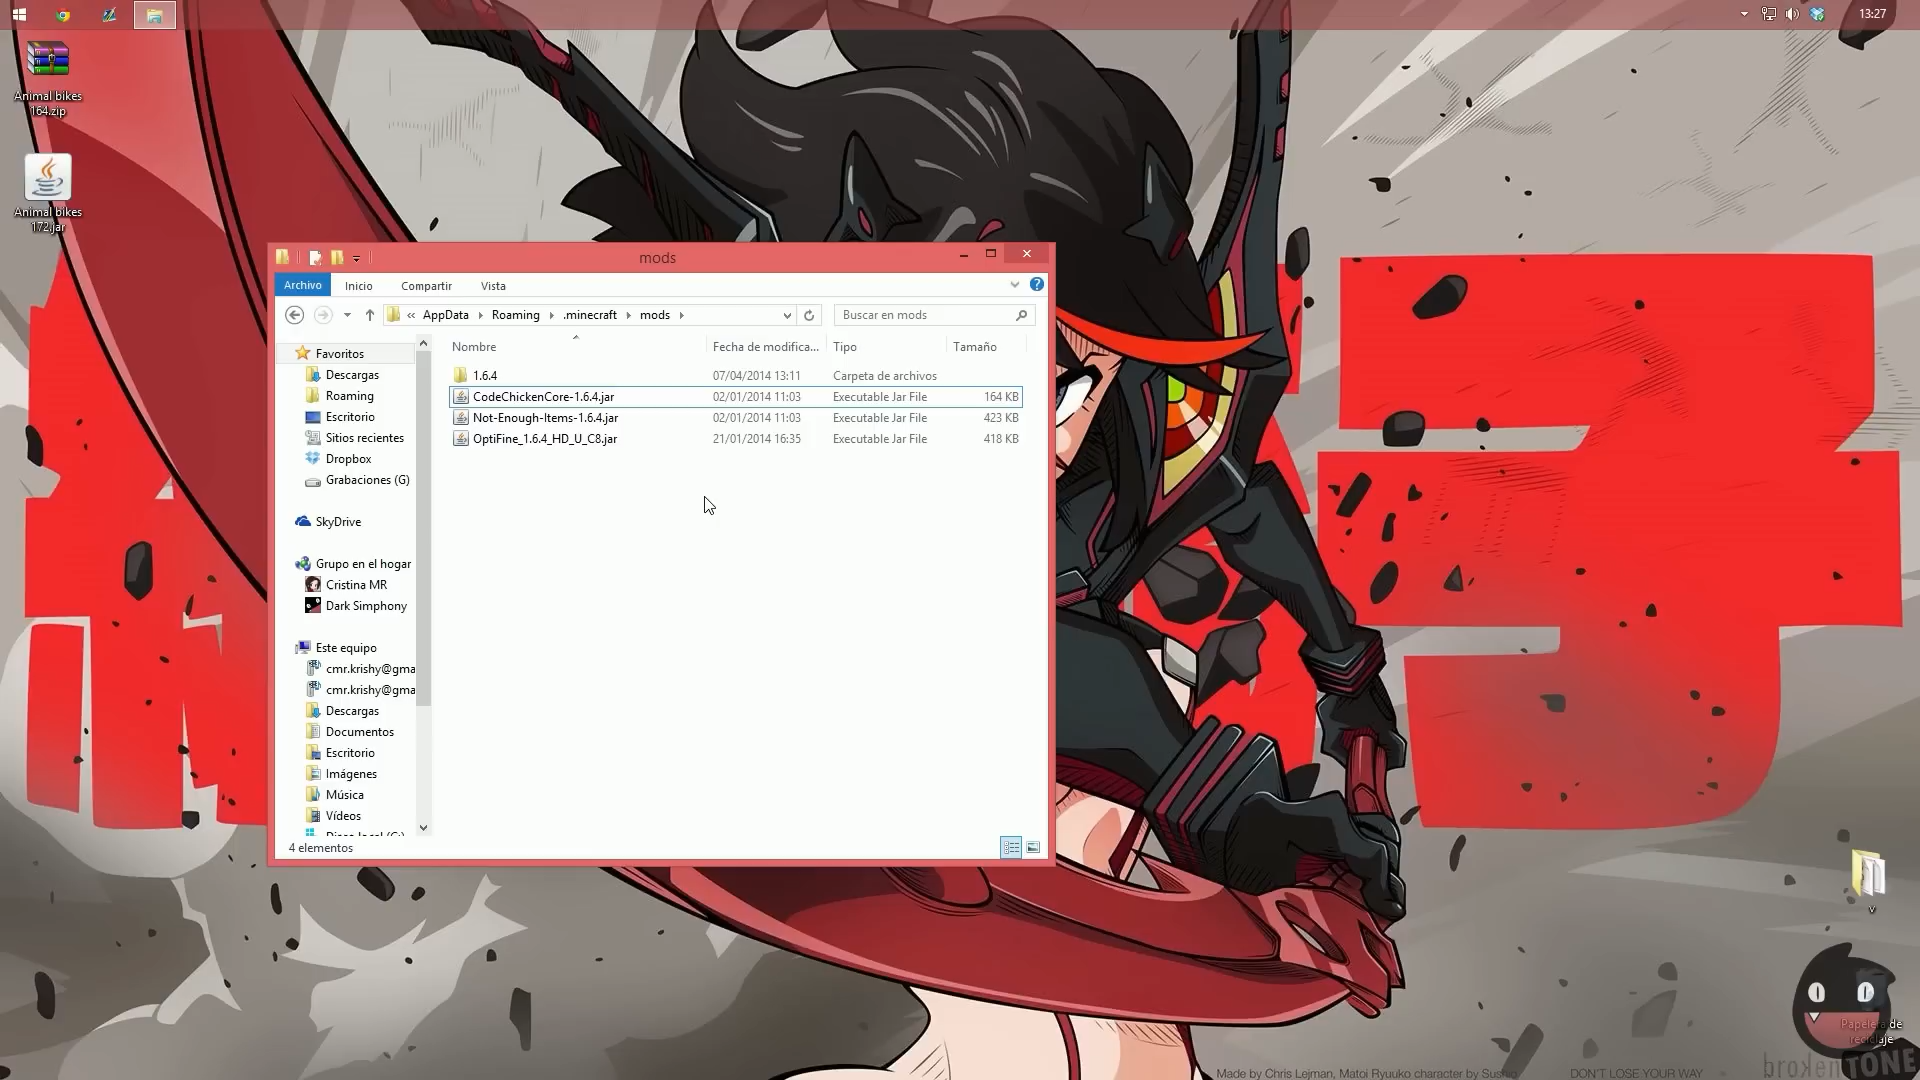 13:27
Animal bikes
164.zip
Animal bikes
172.jar
mods
Archivo
Inicio
Compartir
Vista
AppData
Roaming
.minecraft
mods
Buscar en mods
Nombre
Fecha de modifica...
Tipo
Tamaño
1.6.4
07/04/2014 13:11
Carpeta de archivos
CodeChickenCore-1.6.4.jar
02/01/2014 11:03
Executable Jar File
164 KB
Not-Enough-Items-1.6.4.jar
02/01/2014 11:03
Executable Jar File
423 KB
OptiFine_1.6.4_HD_U_C8.jar
21/01/2014 16:35
Executable Jar File
418 KB
Favoritos
Descargas
Roaming
Escritorio
Sitios recientes
Dropbox
Grabaciones (G)
SkyDrive
Grupo en el hogar
Cristina MR
Dark Simphony
Este equipo
cmr.krishy@gma
cmr.krishy@gma
Descargas
Documentos
Escritorio
Imágenes
Música
Vídeos
4 elementos
v
Papelera de
reciclaje
Made by Chris Lejman, Matoi Ryuuko character by
DON'T LOSE YOUR WAY
broken TONE